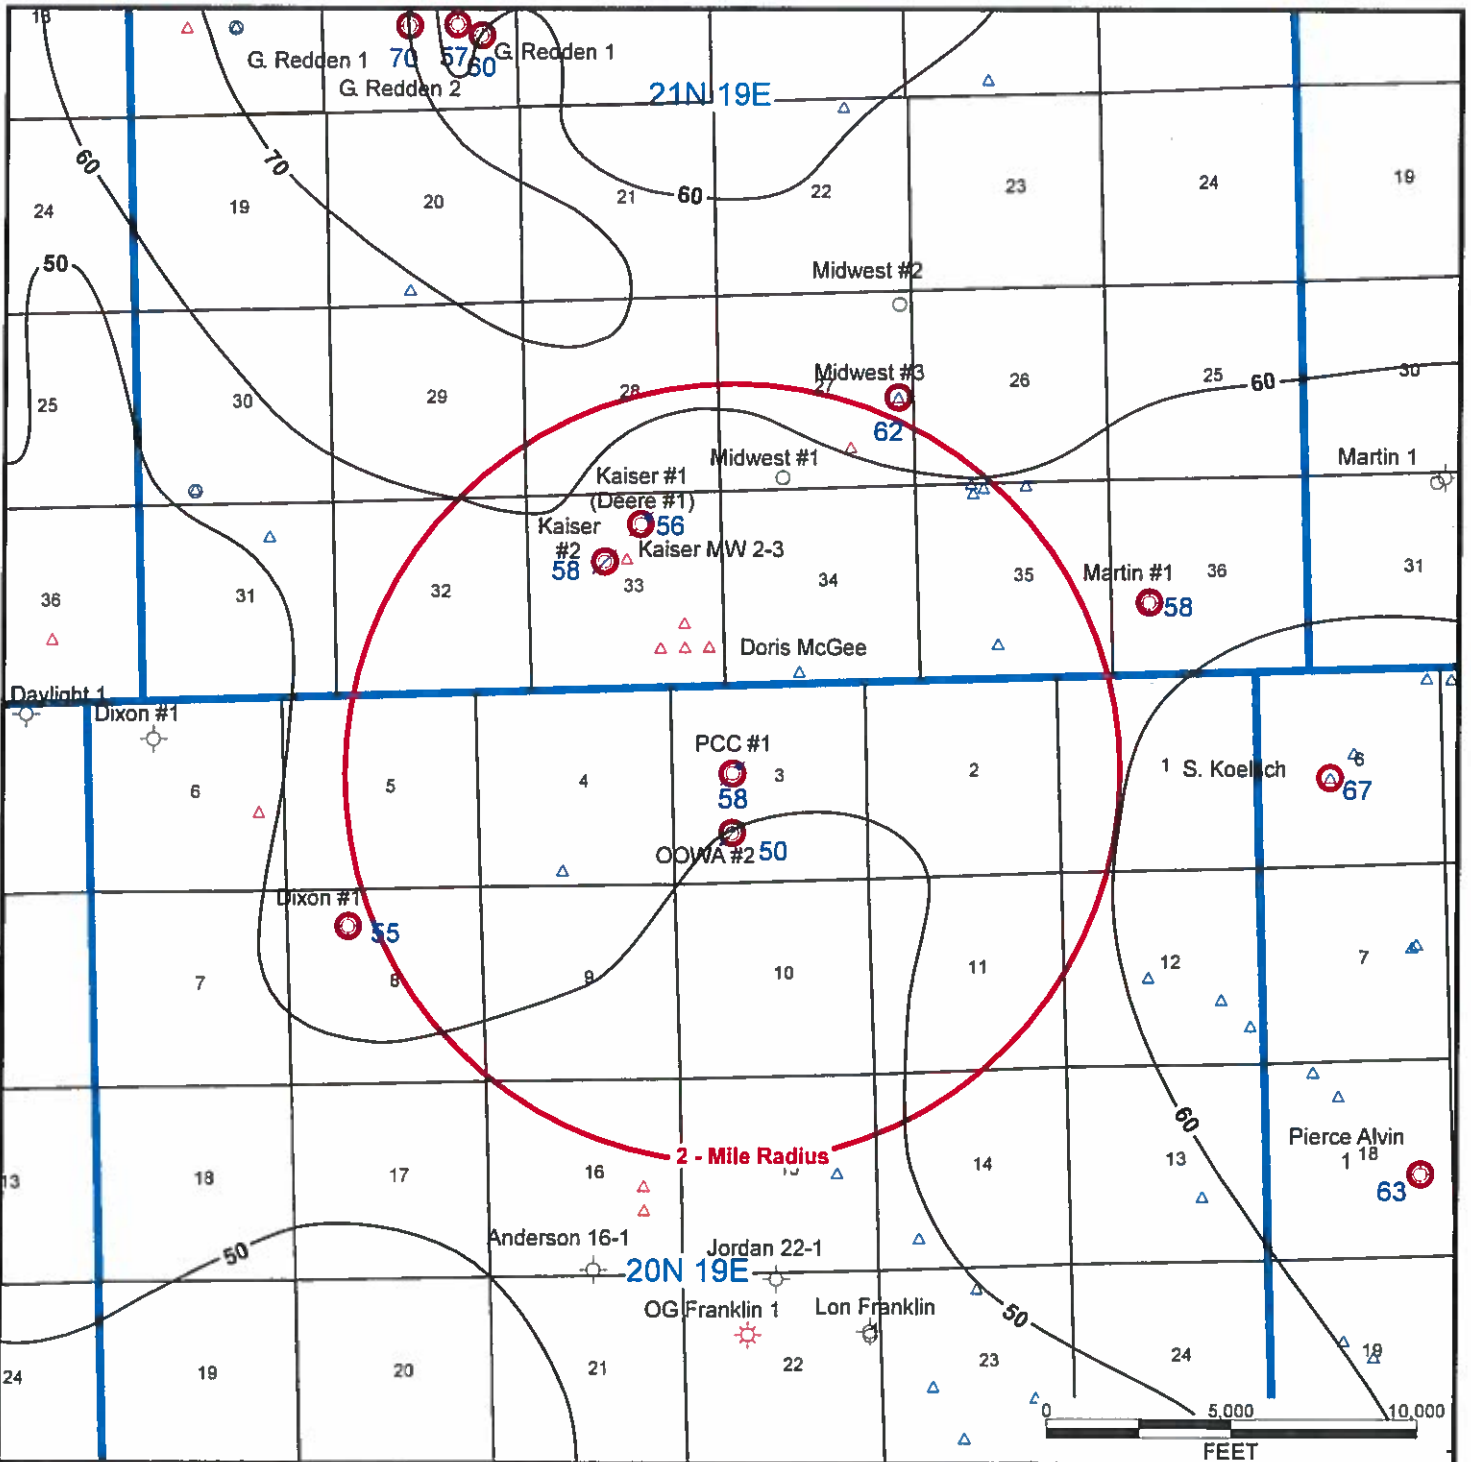 18
G. Redden 1
70
57
60
G. Redden 1
G. Redden 2
21N 19E
60
70
60
24
19
20
21
22
23
24
19
50
Midwest #2
25
30
29
28
27
Midwest #3
62
26
25
60
30
Midwest #1
Martin 1
Kaiser #1
(Deere #1)
56
Kaiser
#2
58
Kaiser MW 2-3
36
31
32
33
34
35
Martin #1
58
36
31
Doris McGee
Daylight 1
Dixon #1
PCC #1
58
6
5
4
3
2
1
S. Koelsch
6
67
OOWA #2
50
Dixon #1
55
7
8
9
10
11
12
7
60
Pierce Alvin
1
18
63
2 - Mile Radius
13
18
17
16
14
13
50
Anderson 16-1
Jordan 22-1
20N 19E
OG Franklin 1
Lon Franklin
50
24
19
20
21
22
23
24
19
0
5,000
10,000
FEET